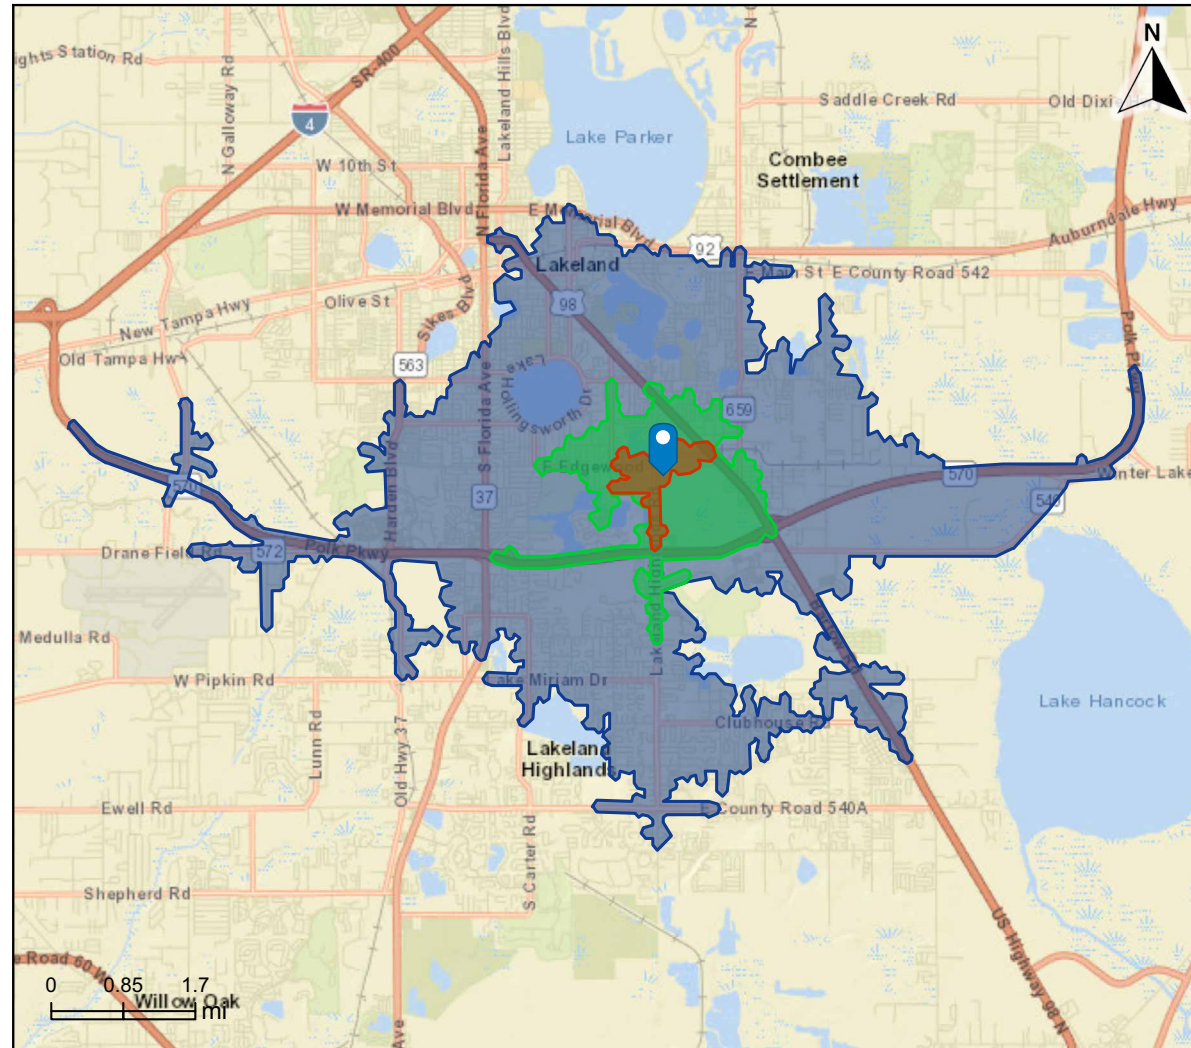 N
ights Station Rd
SR-400
N Galloway Rd
Lakeland Hills Blvd
4
Lake Parker
Saddle Creek Rd
Old Dixi
Combee
Settlement
W 10th St
N Florida Ave
W Memorial Blvd
E Memorial Blvd
92
Auburndale Hwy
Lakeland
E Main St
E County Road 542
98
Olive St
New Tampa Hwy
Sikes Blvd
Old Tampa Hwy
563
Polk Pkwy
Lake
Hollingsworth Dr
S Florida Ave
659
Harden Blvd
E Edgewood
570
37
570
Winter Lake
540
Drane Field Rd
572
Polk Pkwy
Lakeland High
Bartow Rd
Medulla Rd
W Pipkin Rd
Lake Miriam Dr
Lake Hancock
Lunn Rd
Old Hwy 37
Clubhouse Rd
Lakeland
Highlands
Ewell Rd
E County Road 540A
S Carter Rd
Shepherd Rd
US Highway 98 N
e Road 60 W
0 0.85 1.7
mi
Willow Oak
Ave